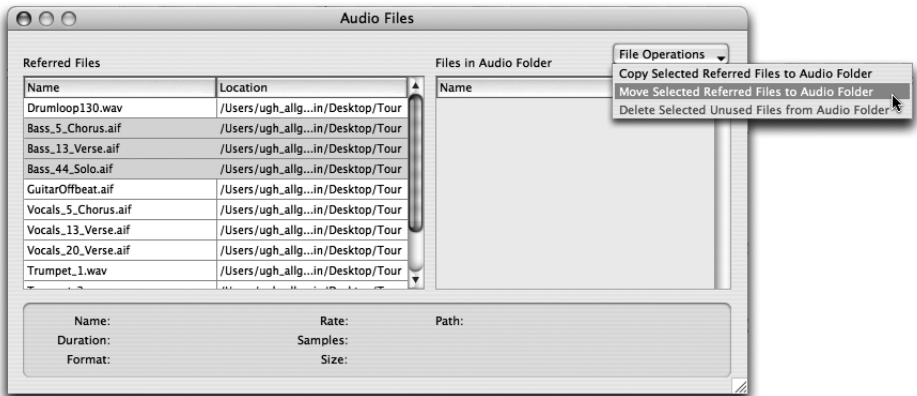 Audio Files
Referred Files
Files in Audio Folder
File Operations
Copy Selected Referred Files to Audio Folder
Move Selected Referred Files to Audio Folder
Delete Selected Unused Files from Audio Folder
Name Location
Name
Drumloop130.wav /Users/ugh_allg...in/Desktop/Tour
Bass_5_Chorus.aif /Users/ugh_allg...in/Desktop/Tour
Bass_13_Verse.aif /Users/ugh_allg...in/Desktop/Tour
Bass_44_Solo.aif /Users/ugh_allg...in/Desktop/Tour
GuitarOffbeat.aif /Users/ugh_allg...in/Desktop/Tour
Vocals_5_Chorus.aif /Users/ugh_allg...in/Desktop/Tour
Vocals_13_Verse.aif /Users/ugh_allg...in/Desktop/Tour
Vocals_20_Verse.aif /Users/ugh_allg...in/Desktop/Tour
Trumpet_1.wav /Users/ugh_allg...in/Desktop/Tour
Name: Rate: Path:
Duration: Samples:
Format: Size: